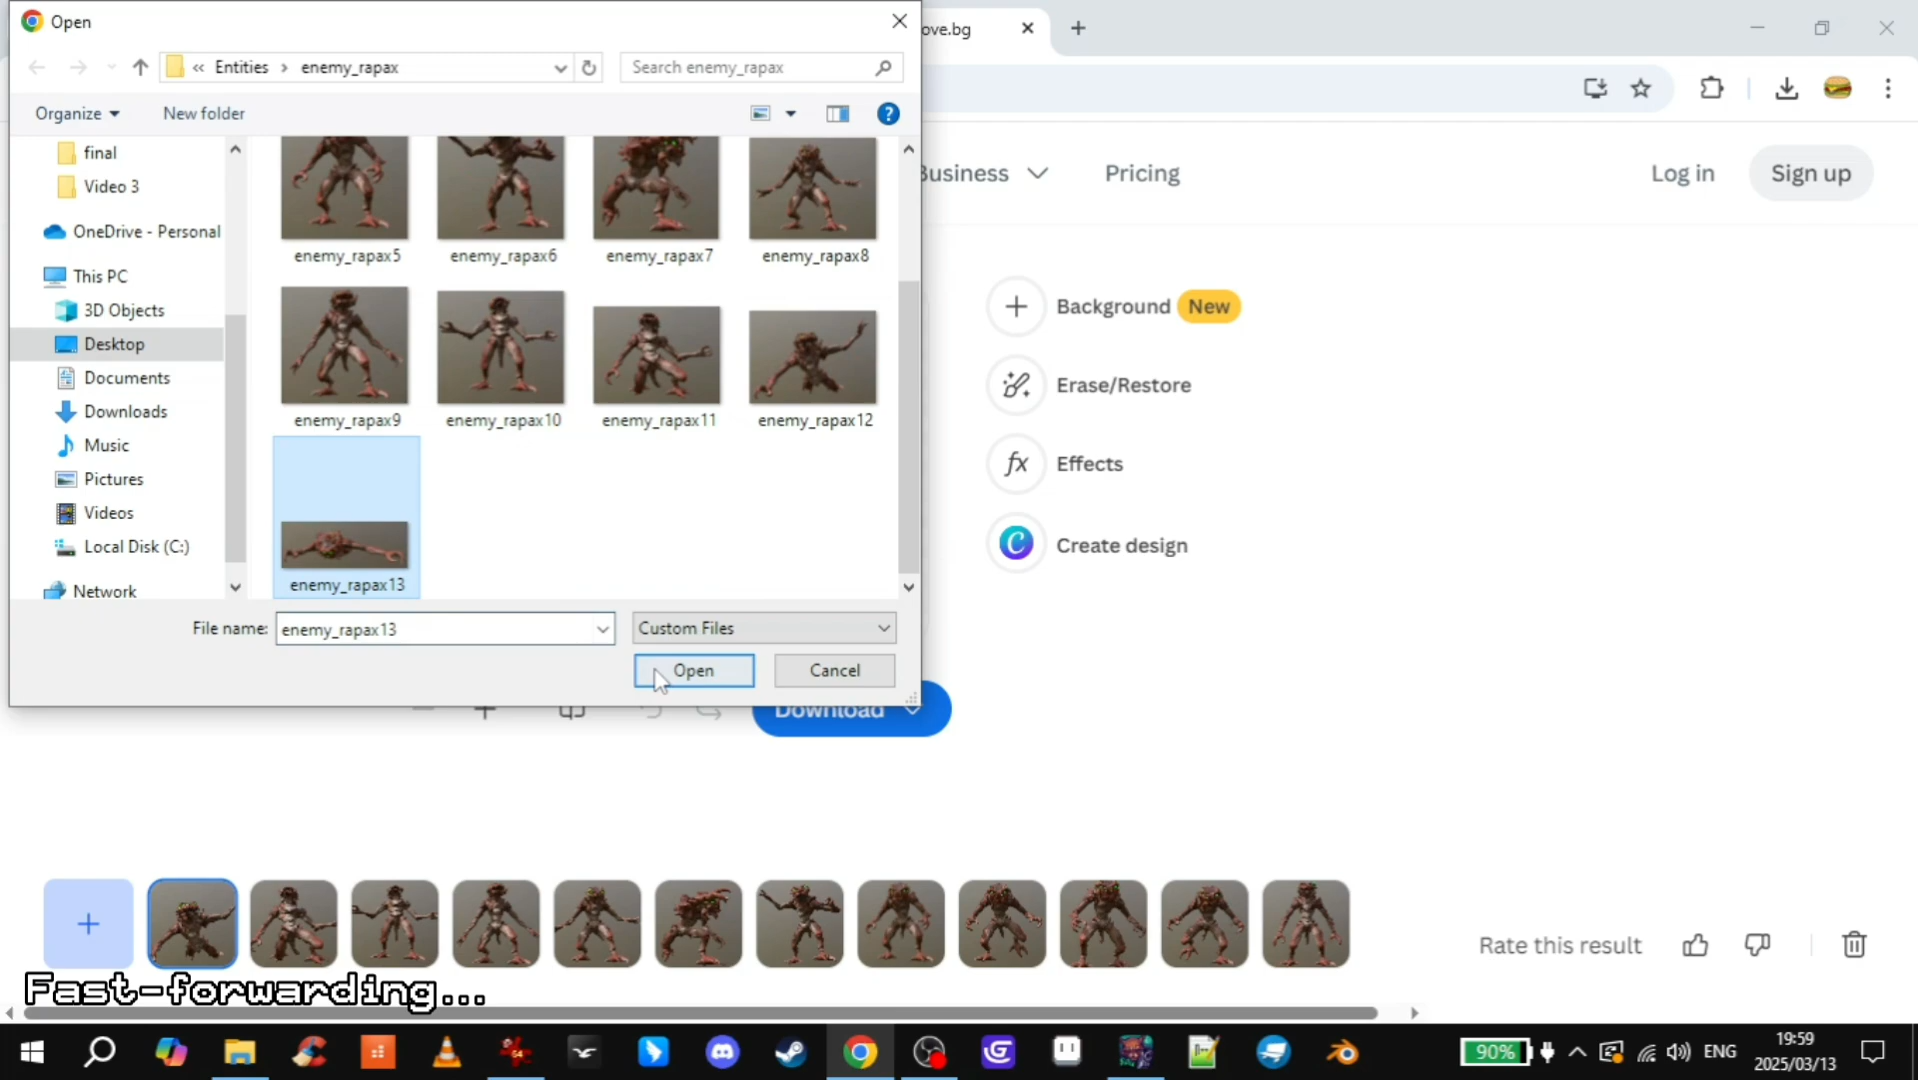 Open
ove.bg
« Entities › enemy_rapax
Search enemy_rapax
Organize
New folder
final
Video 3
OneDrive - Personal
This PC
3D Objects
Desktop
Documents
Downloads
Music
Pictures
Videos
Local Disk (C:)
Network
enemy_rapax5
enemy_rapax6
enemy_rapax7
enemy_rapax8
enemy_rapax9
enemy_rapax10
enemy_rapax11
enemy_rapax12
enemy_rapax13
File name:
enemy_rapax13
Custom Files
Open
Cancel
Business
Pricing
Log in
Sign up
Background
New
Erase/Restore
fx
Effects
Create design
Download
Rate this result
Fast-forwarding...
90%
ENG
19:59
2025/03/13